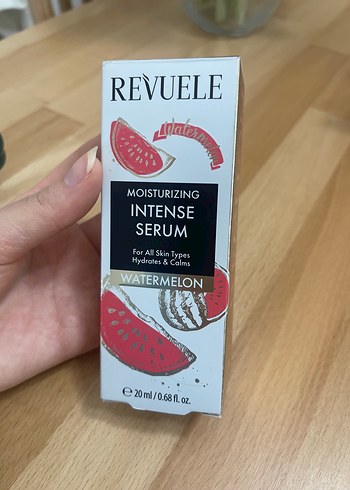 REVUELE
Watermelon
MOISTURIZING
INTENSE
SERUM
For All Skin Types
Hydrates & Calms
WATERMELON
℮ 20 ml / 0.68 fl. oz.